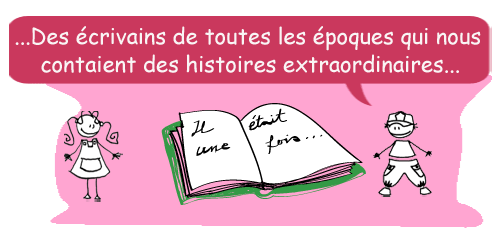 ...Des écrivains de toutes les époques qui nous
contaient des histoires extraordinaires...
Il était
une fois...